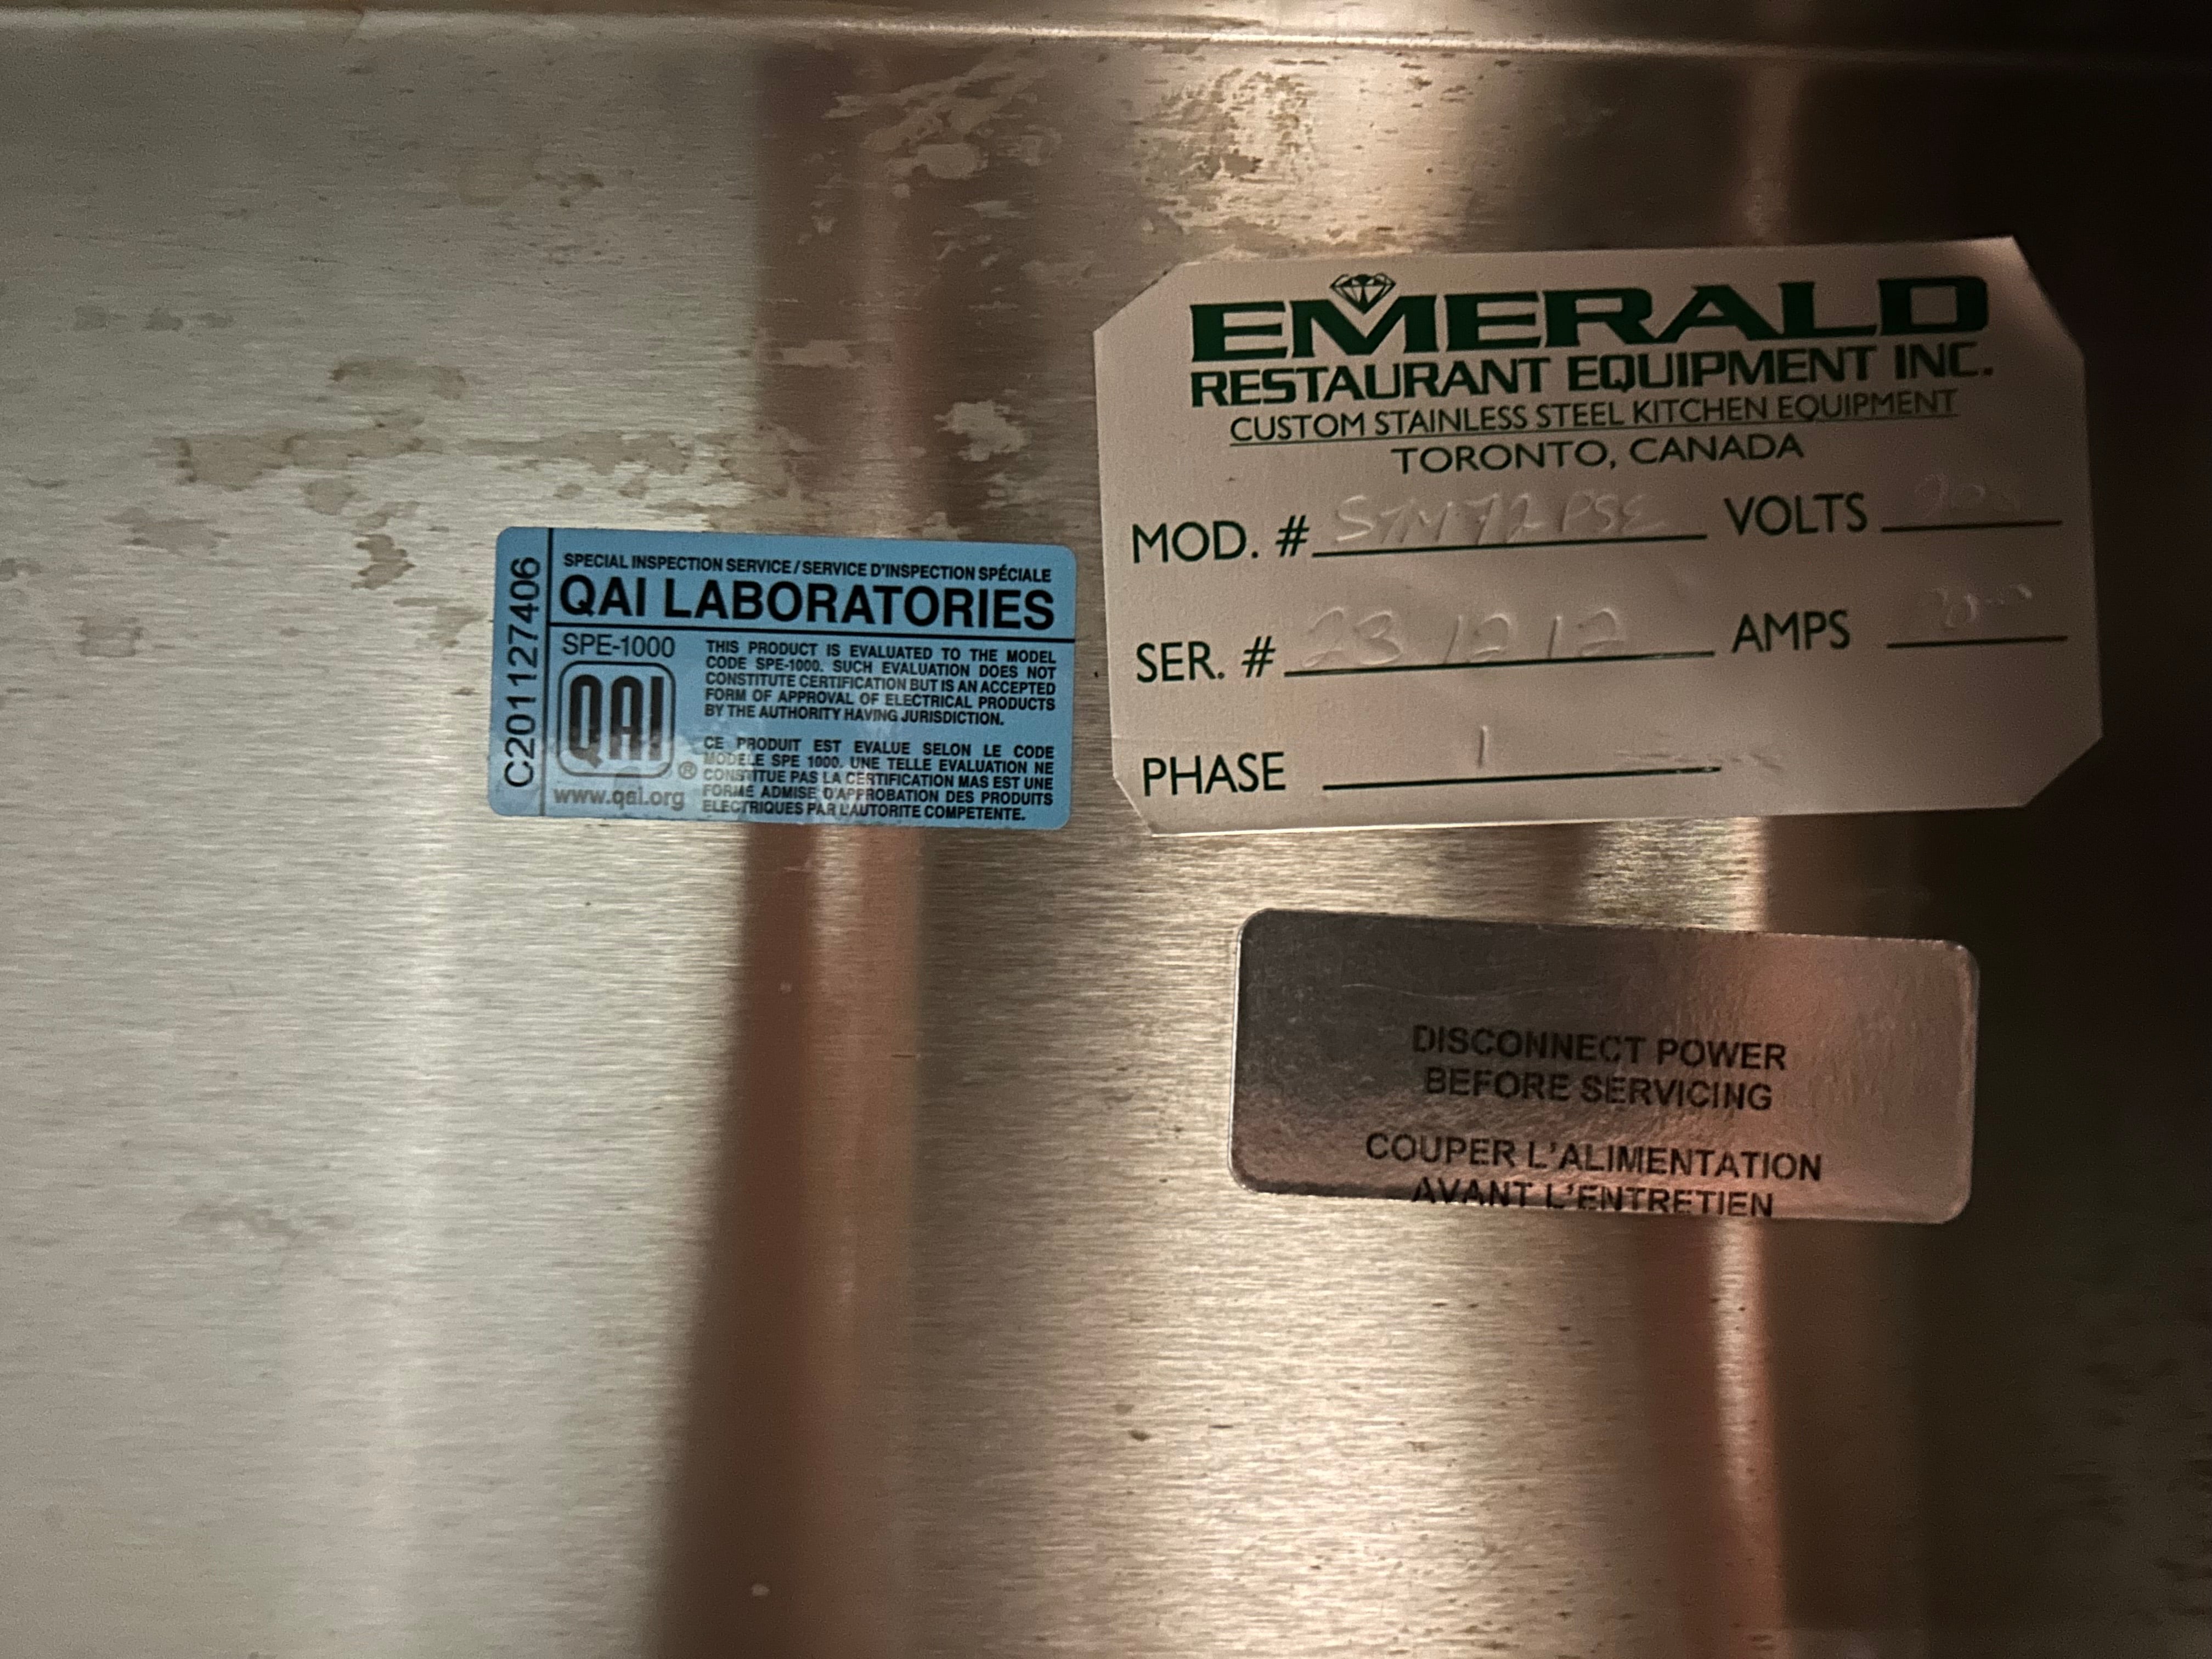 C201127406
SPECIAL INSPECTION SERVICE / SERVICE D'INSPECTION SPÉCIALE
QAI LABORATORIES
SPE-1000
QAI
®
www.qai.org
THIS PRODUCT IS EVALUATED TO THE MODEL
CODE SPE-1000. SUCH EVALUATION DOES NOT
CONSTITUTE CERTIFICATION BUT IS AN ACCEPTED
FORM OF APPROVAL OF ELECTRICAL PRODUCTS
BY THE AUTHORITY HAVING JURISDICTION.
CE PRODUIT EST EVALUE SELON LE CODE
MODELE SPE 1000. UNE TELLE EVALUATION NE
CONSTITUE PAS LA CERTIFICATION MAS EST UNE
FORME ADMISE D'APPROBATION DES PRODUITS
ELECTRIQUES PAR L'AUTORITE COMPETENTE.
EMERALD
RESTAURANT EQUIPMENT INC.
CUSTOM STAINLESS STEEL KITCHEN EQUIPMENT
TORONTO, CANADA
MOD. # VOLTS
SER. # 231212 AMPS
PHASE 1
DISCONNECT POWER
BEFORE SERVICING
COUPER L'ALIMENTATION
AVANT L'ENTRETIEN